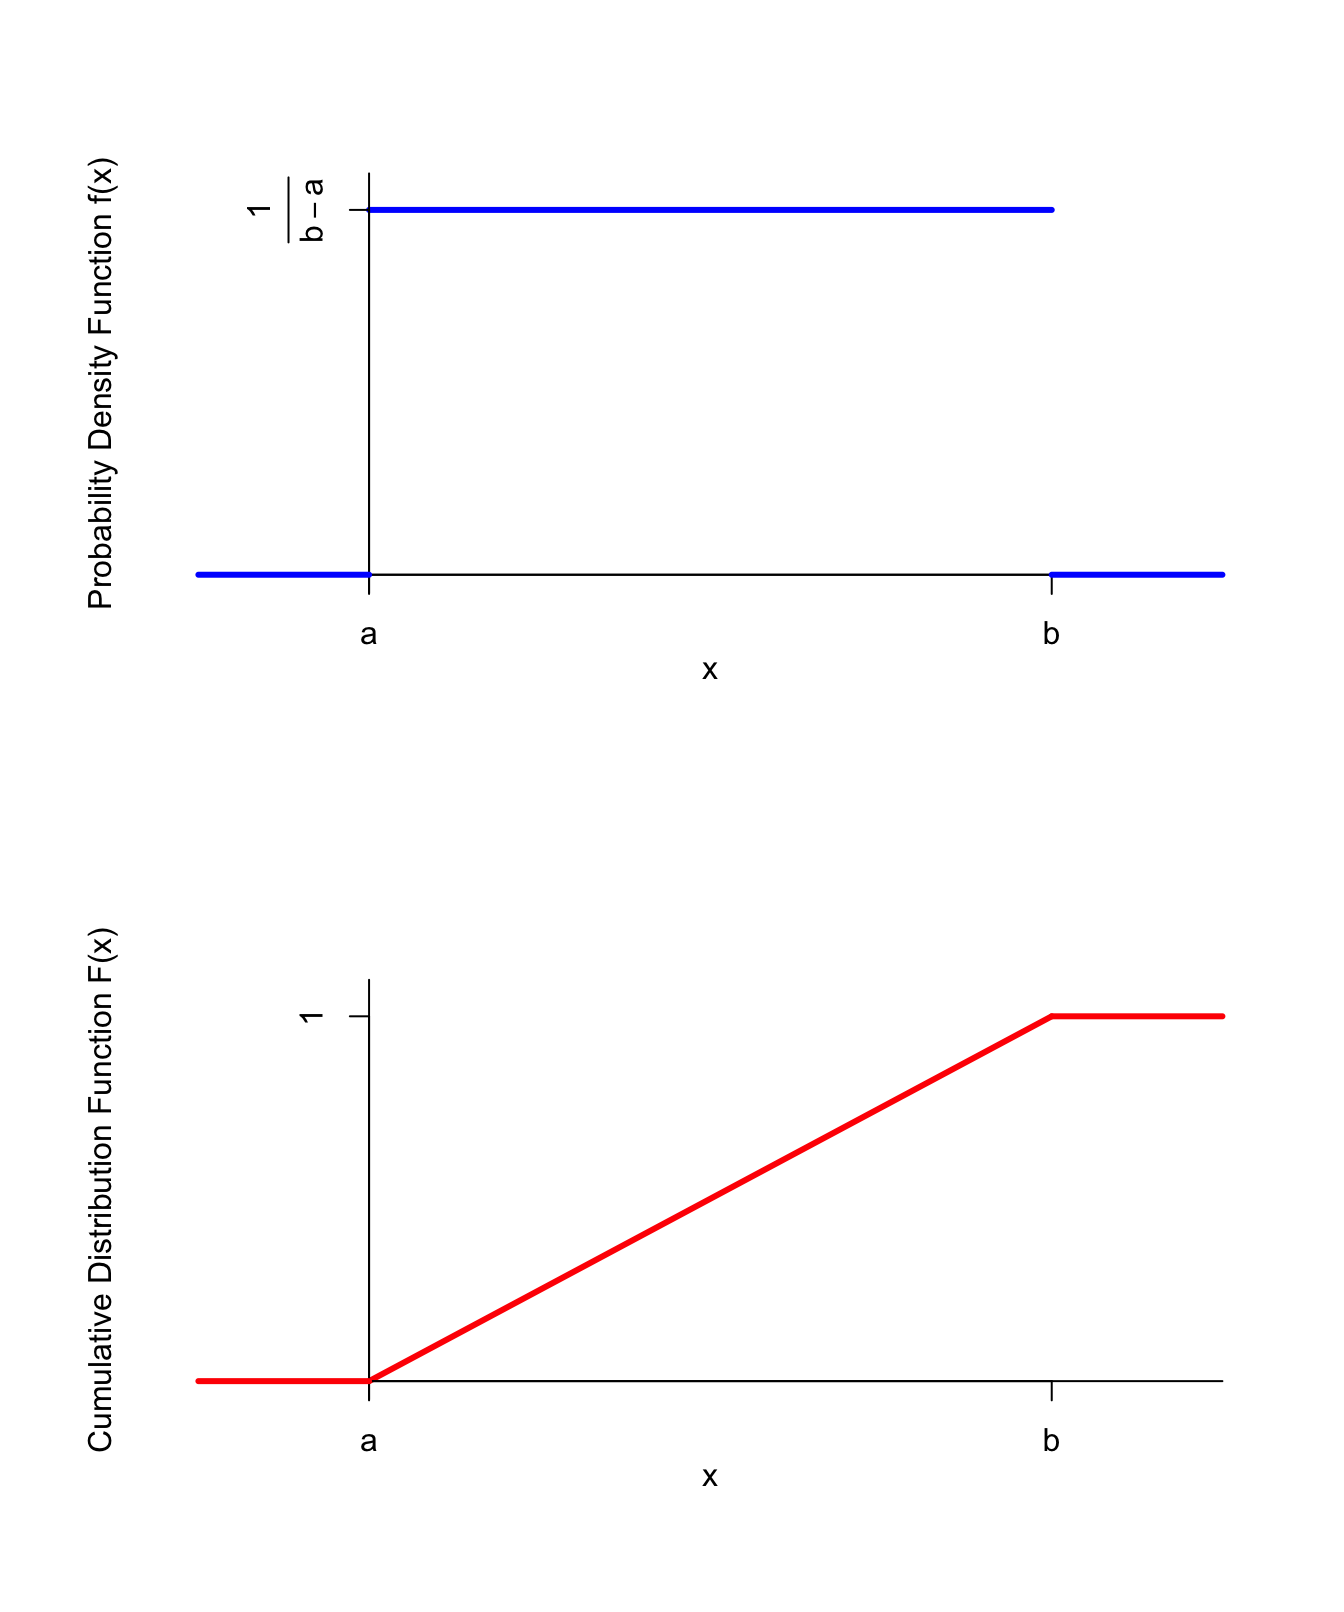 Probability Density Function f(x)
1
b − a
a
b
x
Cumulative Distribution Function F(x)
1
a
b
x